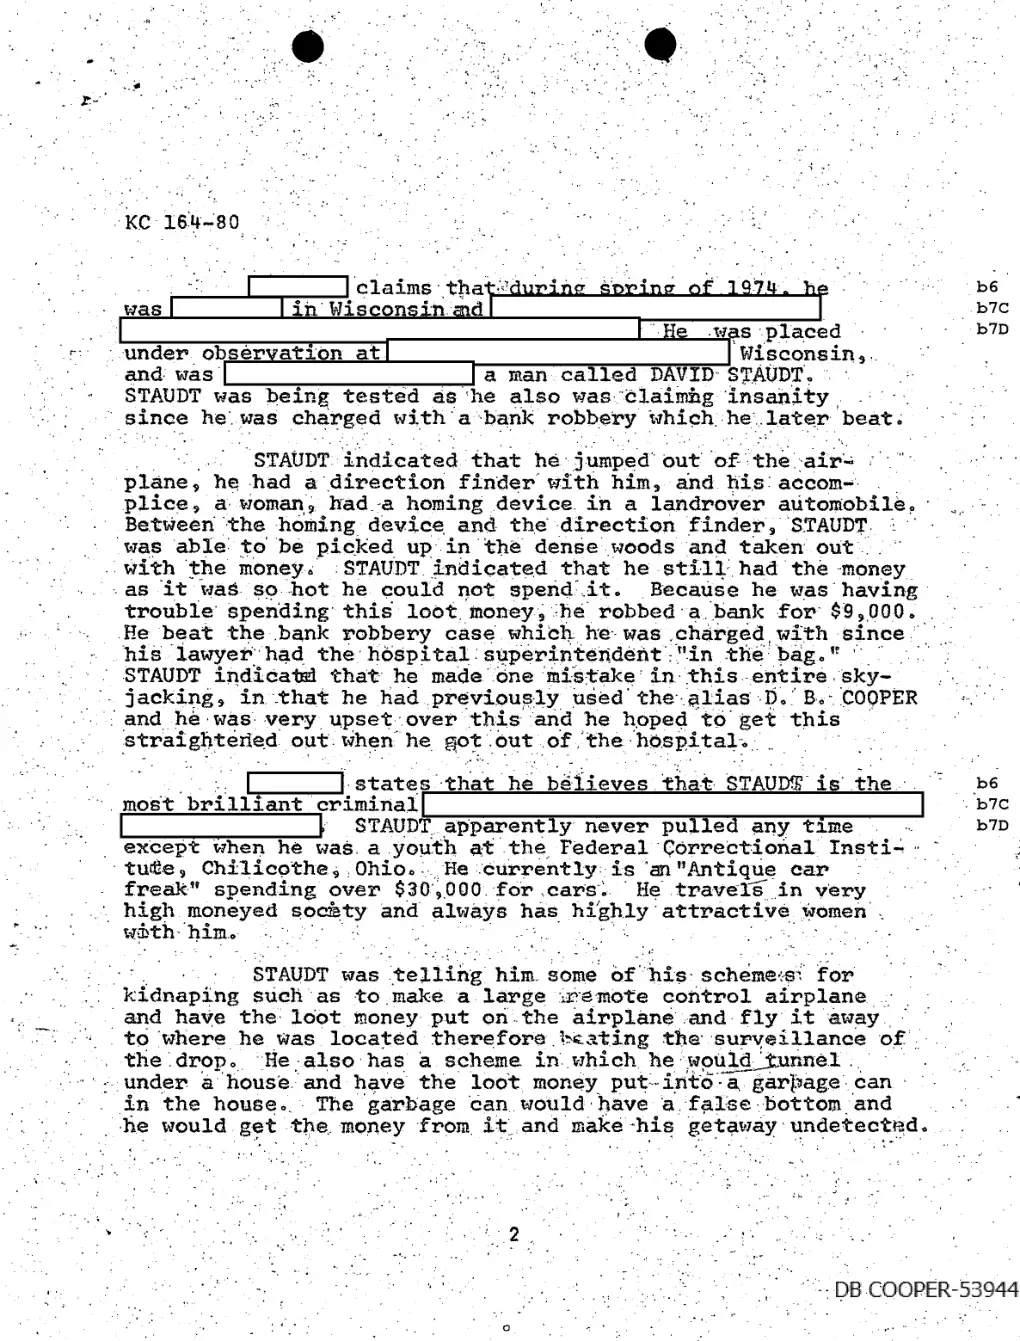 KC 164-80
claims that during spring of 1974, he b6
was in Wisconsin and b7C
He was placed b7D
under observation at Wisconsin,
and was a man called DAVID STAUDT.
STAUDT was being tested as he also was claimng insanity
since he was charged with a bank robbery which he later beat.
STAUDT indicated that he jumped out of the air-
plane, he had a direction finder with him, and his accom-
plice, a woman, had a homing device in a landrover automobile.
Between the homing device and the direction finder, STAUDT
was able to be picked up in the dense woods and taken out
with the money. STAUDT indicated that he still had the money
as it was so hot he could not spend it. Because he was having
trouble spending this loot money, he robbed a bank for $9,000.
He beat the bank robbery case which he was charged with since
his lawyer had the hospital superintendent "in the bag."
STAUDT indicated that he made one mistake in this entire sky-
jacking, in that he had previously used the alias D. B. COOPER
and he was very upset over this and he hoped to get this
straightened out when he got out of the hospital.
states that he believes that STAUDT is the b6
most brilliant criminal b7C
STAUDT apparently never pulled any time b7D
except when he was a youth at the Federal Correctional Insti-
tute, Chilicothe, Ohio. He currently is an "Antique car
freak" spending over $30,000 for cars. He travels in very
high moneyed society and always has highly attractive women
with him.
STAUDT was telling him some of his schemes for
kidnaping such as to make a large remote control airplane
and have the loot money put on the airplane and fly it away
to where he was located therefore beating the surveillance of
the drop. He also has a scheme in which he would tunnel
under a house and have the loot money put into a garbage can
in the house. The garbage can would have a false bottom and
he would get the money from it and make his getaway undetected.
2
DB COOPER-53944